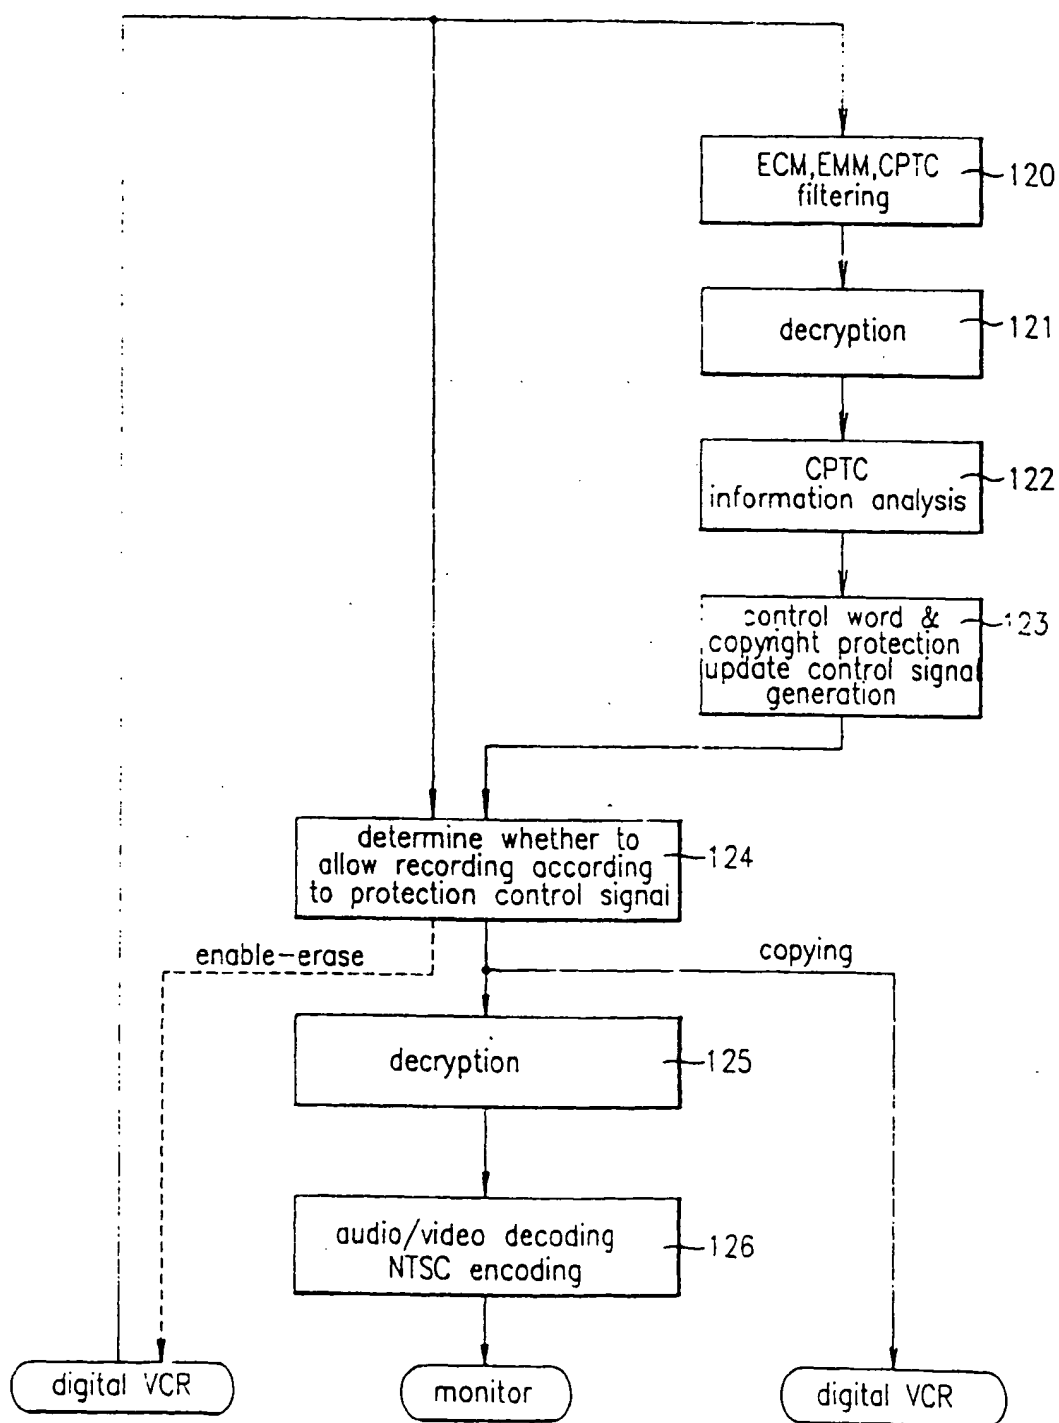 ECM,EMM,CPTC
filtering
120
decryption
121
CPTC
information analysis
122
control word &
copyright protection
update control signal
generation
123
determine whether to
allow recording according
to protection control signal
124
enable-erase
copying
decryption
125
audio/video decoding
NTSC encoding
126
digital VCR
monitor
digital VCR